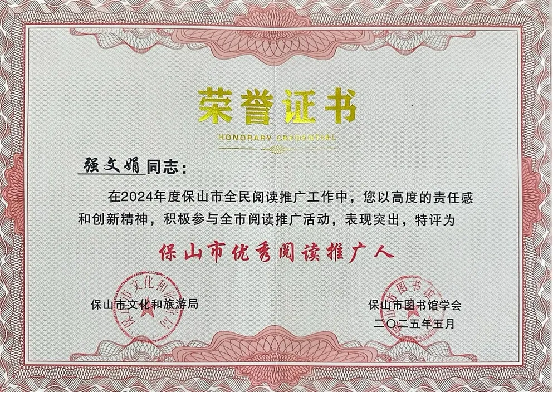 荣誉证书
HONORARY CREDENTIAL
强文娟同志：
在2024年度保山市全民阅读推广工作中，您以高度的责任感
和创新精神，积极参与全市阅读推广活动，表现突出，特评为
保山市优秀阅读推广人
保山市文化和旅游局
保山市图书馆学会
二〇二五年五月